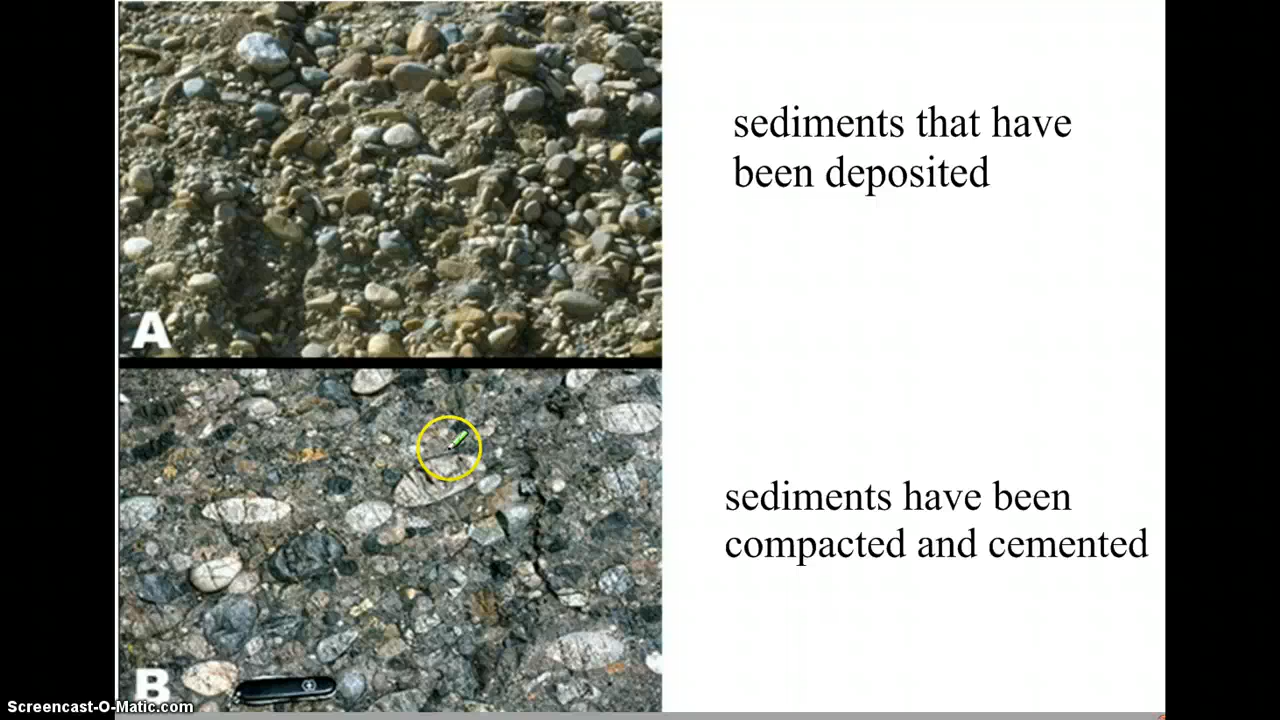 sediments that have
been deposited
A
sediments have been
compacted and cemented
B
Screencast-O-Matic.com